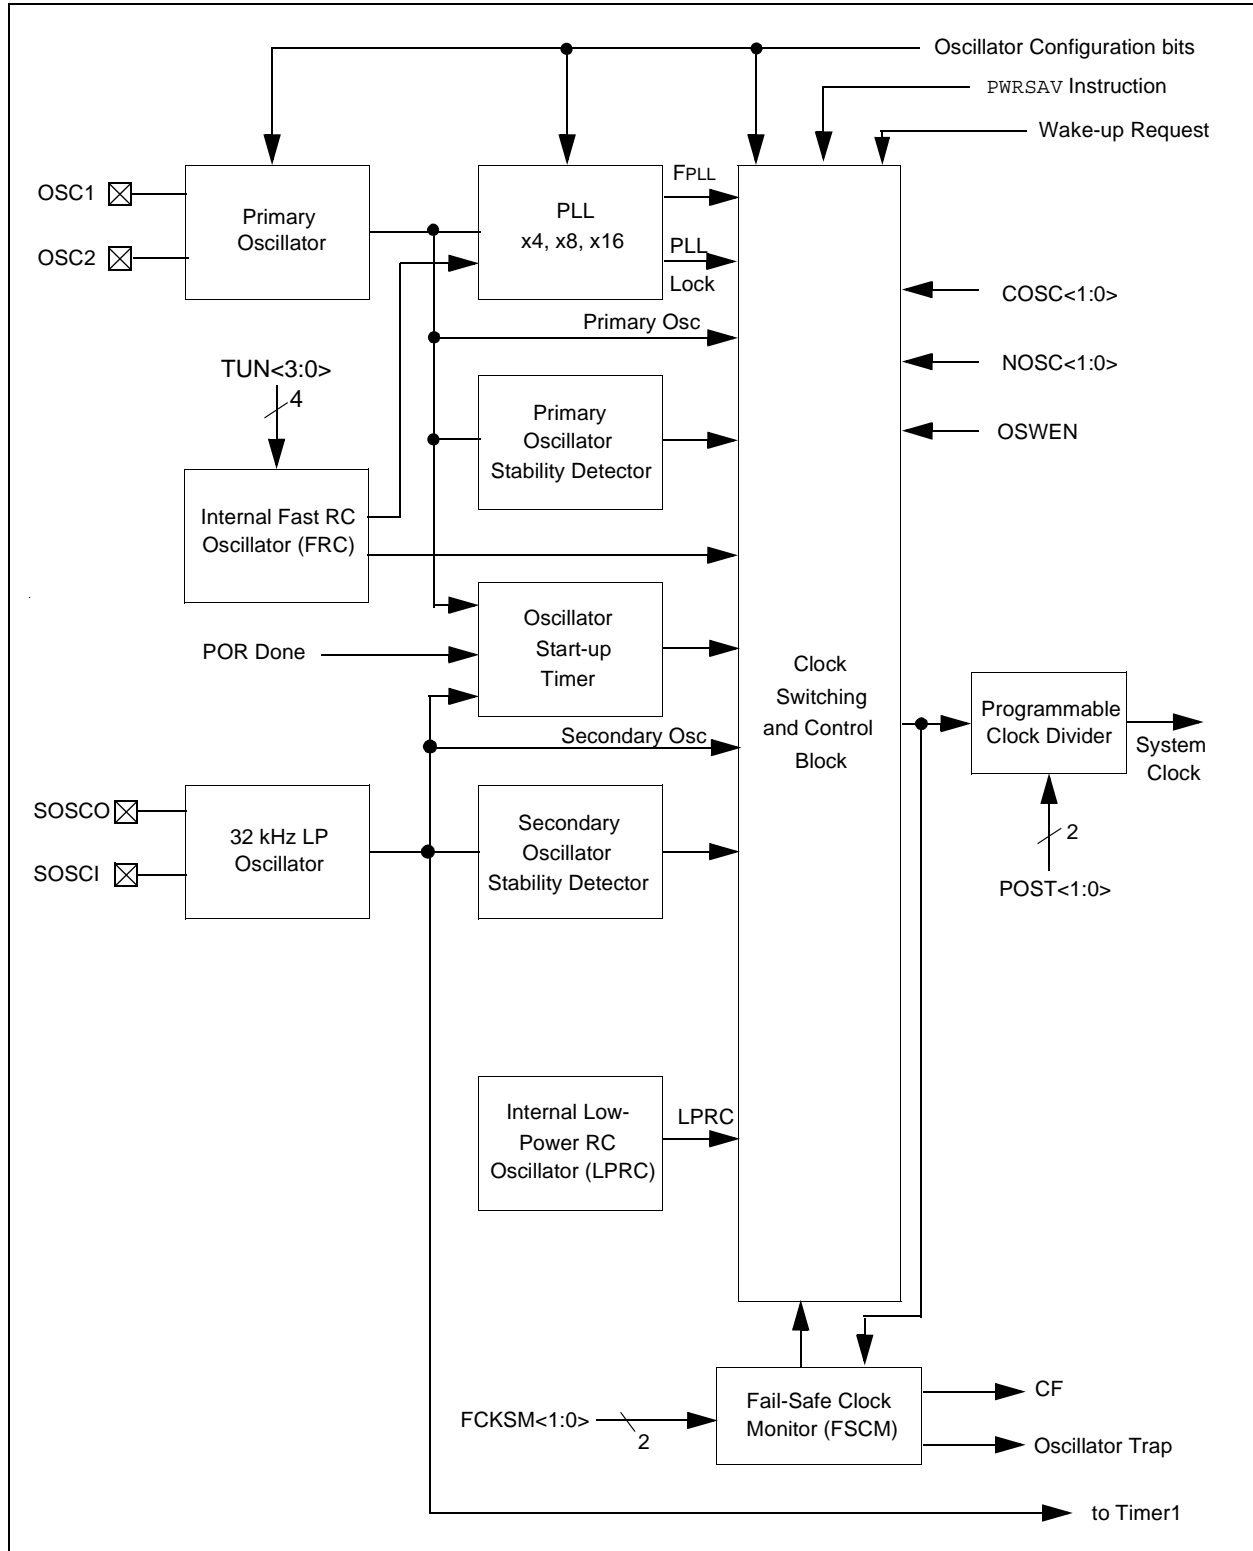 Oscillator Configuration bits
PWRSAV Instruction
Wake-up Request
OSC1
OSC2
Primary
Oscillator
PLL
x4, x8, x16
FPLL
PLL
Lock
COSC<1:0>
NOSC<1:0>
OSWEN
Primary Osc
TUN<3:0>
4
Primary
Oscillator
Stability Detector
Internal Fast RC
Oscillator (FRC)
POR Done
Oscillator
Start-up
Timer
Clock
Switching
and Control
Block
Programmable
Clock Divider
System
Clock
2
POST<1:0>
Secondary Osc
SOSCO
SOSCI
32 kHz LP
Oscillator
Secondary
Oscillator
Stability Detector
Internal Low-
Power RC
Oscillator (LPRC)
LPRC
FCKSM<1:0>
2
Fail-Safe Clock
Monitor (FSCM)
CF
Oscillator Trap
to Timer1